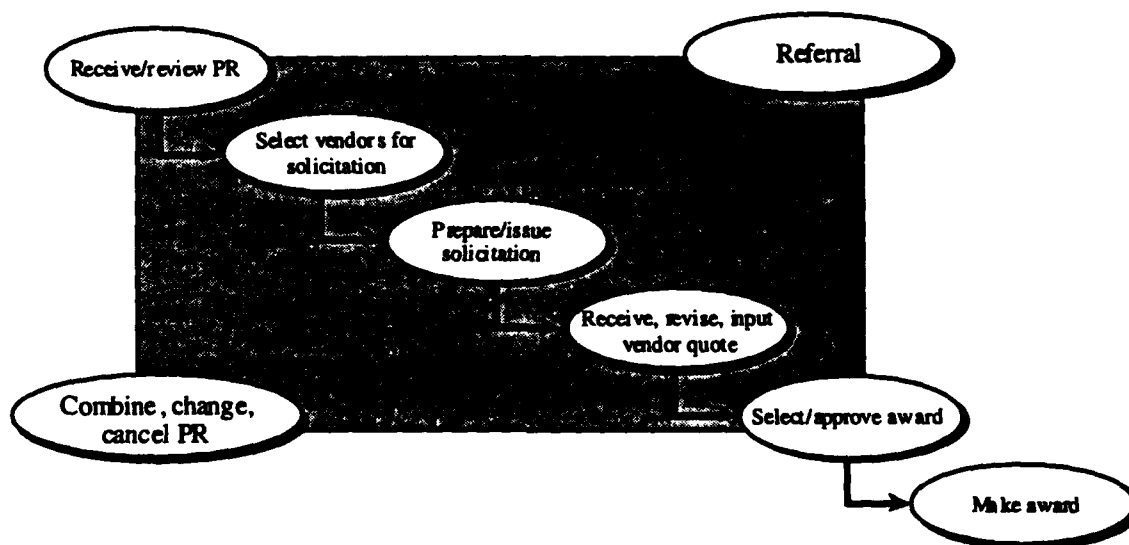 Receive/review PR
Referral
Select vendors for
solicitation
Prepare/issue
solicitation
Receive, revise, input
vendor quote
Combine, change,
cancel PR
Select/approve award
Make award